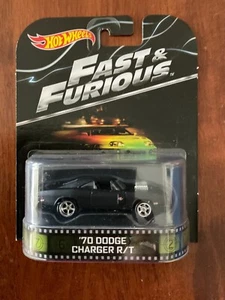 HOT WHEELS
FAST &
FURIOUS
'70 DODGE
CHARGER R/T